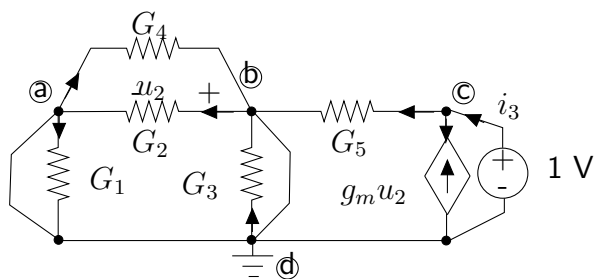 G₄
ⓐ
u₂
- +
ⓑ
G₂
G₁
G₃
G₅
ⓒ
i₃
gₘu₂
+
-
1 V
ⓓ